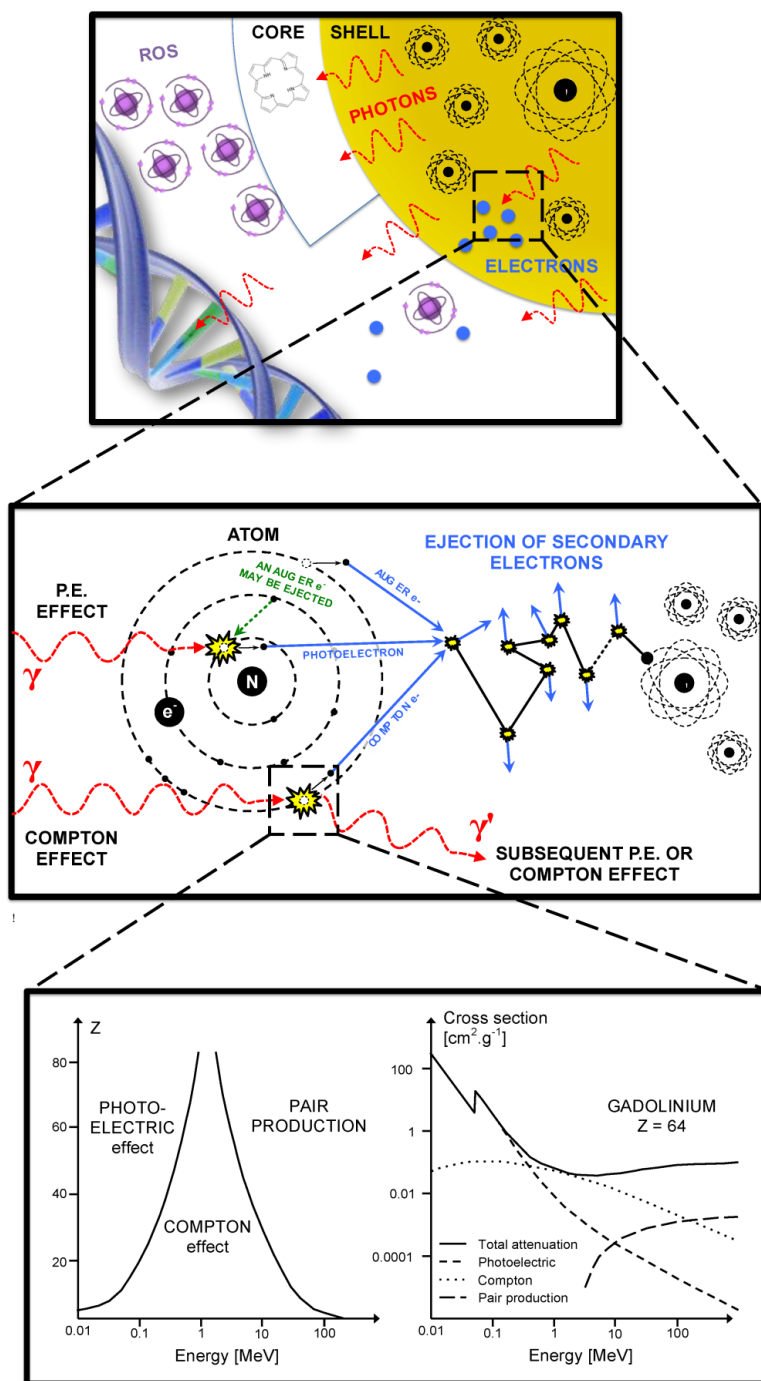 ROS
CORE
SHELL
PHOTONS
ELECTRONS
ATOM
P.E.
EFFECT
AN AUGER e-
MAY BE EJECTED
AUGER e-
EJECTION OF SECONDARY
ELECTRONS
PHOTOELECTRON
γ
N
e-
COMPTON e-
γ
COMPTON
EFFECT
γ'
SUBSEQUENT P.E. OR
COMPTON EFFECT
!
Z
80
60
40
20
PHOTO-
ELECTRIC
effect
PAIR
PRODUCTION
COMPTON
effect
0.01
0.1
1
10
100
Energy [MeV]
Cross section
[cm².g⁻¹]
100
1
0.01
0.0001
GADOLINIUM
Z = 64
Total attenuation
Photoelectric
Compton
Pair production
0.01
0.1
1
10
100
Energy [MeV]